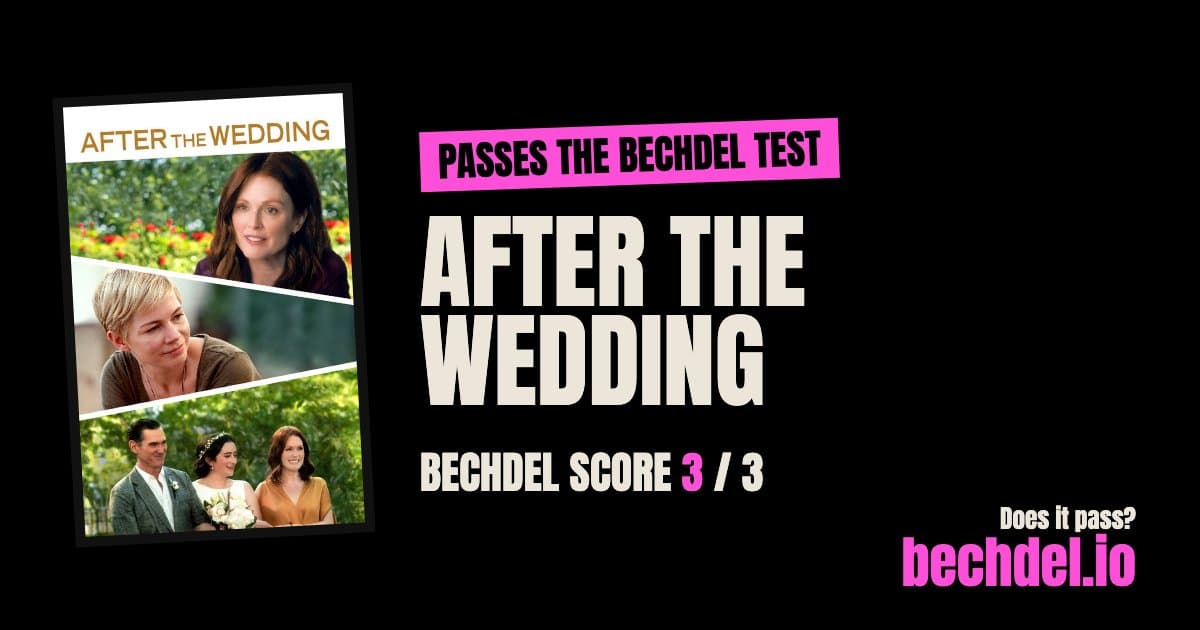 AFTER THE WEDDING
PASSES THE BECHDEL TEST
AFTER THE
WEDDING
BECHDEL SCORE 3 / 3
Does it pass?
bechdel.io